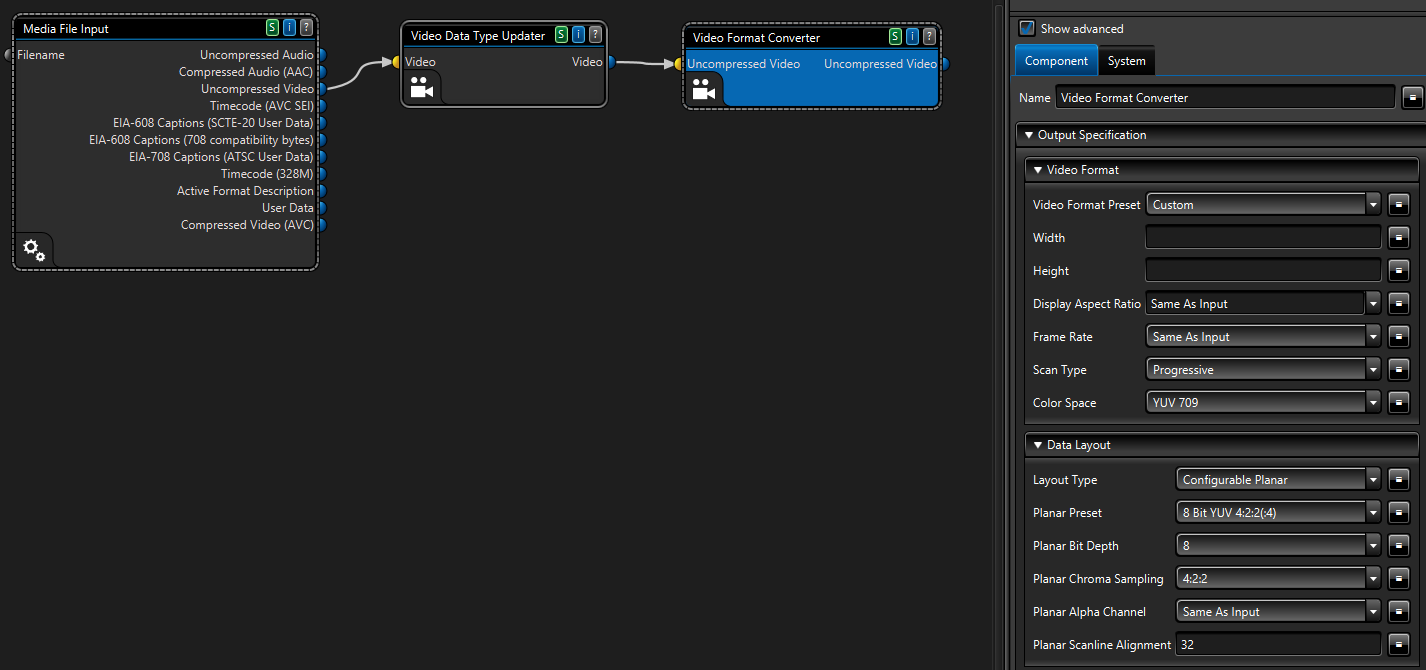 Media File Input S i ?
Filename
Uncompressed Audio
Compressed Audio (AAC)
Uncompressed Video
Timecode (AVC SEI)
EIA-608 Captions (SCTE-20 User Data)
EIA-608 Captions (708 compatibility bytes)
EIA-708 Captions (ATSC User Data)
Timecode (328M)
Active Format Description
User Data
Compressed Video (AVC)
Video Data Type Updater S i ?
Video Video
Video Format Converter S i ?
Uncompressed Video Uncompressed Video
Show advanced
Component System
Name Video Format Converter
Output Specification
Video Format
Video Format Preset Custom
Width
Height
Display Aspect Ratio Same As Input
Frame Rate Same As Input
Scan Type Progressive
Color Space YUV 709
Data Layout
Layout Type Configurable Planar
Planar Preset 8 Bit YUV 4:2:2(:4)
Planar Bit Depth 8
Planar Chroma Sampling 4:2:2
Planar Alpha Channel Same As Input
Planar Scanline Alignment 32